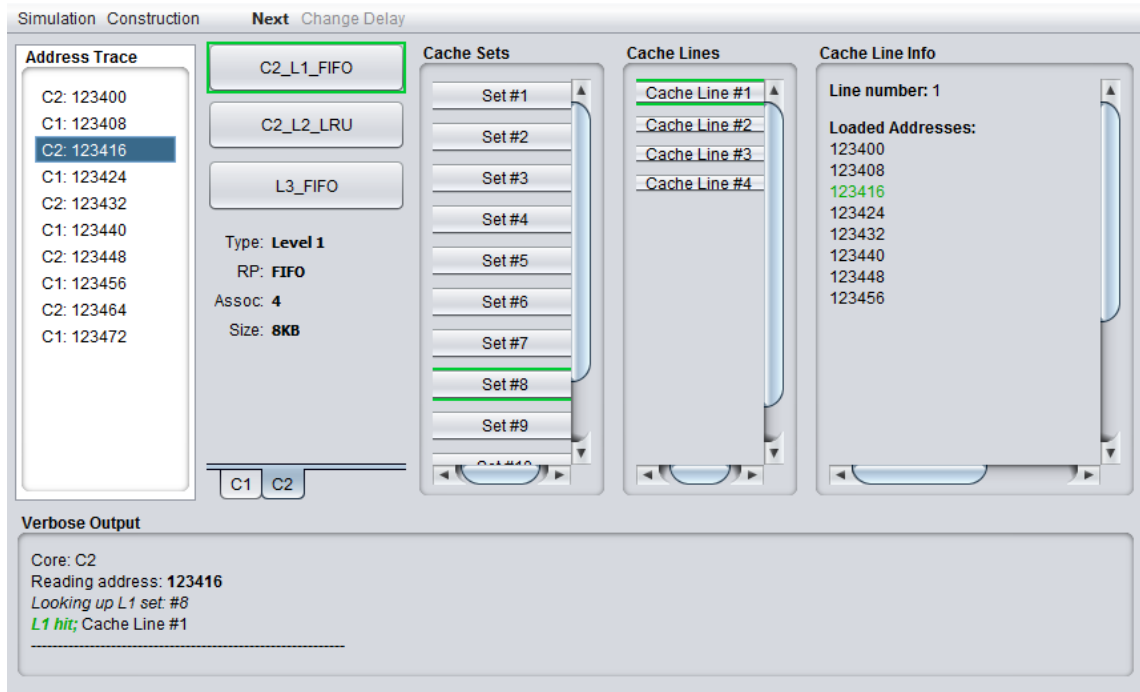 Simulation Construction Next Change Delay
Address Trace
C2: 123400
C1: 123408
C2: 123416
C1: 123424
C2: 123432
C1: 123440
C2: 123448
C1: 123456
C2: 123464
C1: 123472
C2_L1_FIFO
C2_L2_LRU
L3_FIFO
Type: Level 1
RP: FIFO
Assoc: 4
Size: 8KB
C1 C2
Cache Sets
Set #1
Set #2
Set #3
Set #4
Set #5
Set #6
Set #7
Set #8
Set #9
Set #10
Cache Lines
Cache Line #1
Cache Line #2
Cache Line #3
Cache Line #4
Cache Line Info
Line number: 1
Loaded Addresses:
123400
123408
123416
123424
123432
123440
123448
123456
Verbose Output
Core: C2
Reading address: 123416
Looking up L1 set: #8
L1 hit; Cache Line #1
----------------------------------------------------------